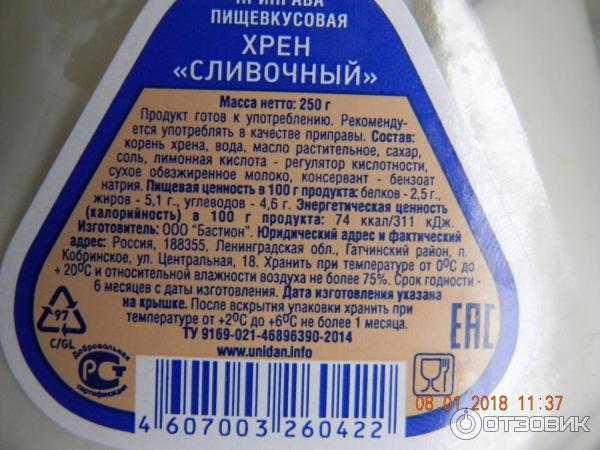 ПРИПРАВА
ПИЩЕВКУСОВАЯ
ХРЕН
«СЛИВОЧНЫЙ»
Масса нетто: 250 г
Продукт готов к употреблению. Рекоменду-
ется употреблять в качестве приправы. Состав:
корень хрена, вода, масло растительное, сахар,
соль, лимонная кислота - регулятор кислотности,
сухое обезжиренное молоко, консервант - бензоат
натрия. Пищевая ценность в 100 г продукта: белков - 2,5 г.,
жиров - 5,1 г., углеводов - 4,6 г. Энергетическая ценность
(калорийность) в 100 г продукта: 74 ккал/311 кДж.
Изготовитель: ООО "Бастион". Юридический адрес и фактический
адрес: Россия, 188355, Ленинградская обл., Гатчинский район, п.
Кобринское, ул. Центральная, 18. Хранить при температуре от 0°С до
+ 20°С и относительной влажности воздуха не более 75%. Срок годности -
6 месяцев с даты изготовления. Дата изготовления указана
на крышке. После вскрытия упаковки хранить при
температуре от +2°С до +6°С не более 1 месяца.
ТУ 9169-021-46896390-2014
www.unidan.info
97
C/GL
Добровольная
РСТ
сертификация
EAC
4 607003 260422
08.01.2018 11:37
ОТЗОВИК